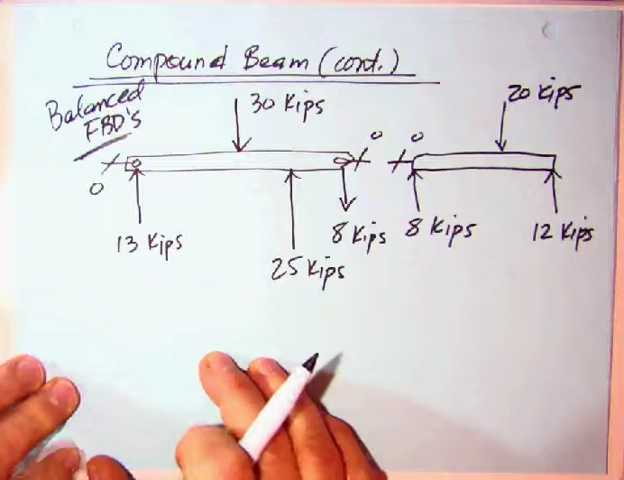 Compound Beam (cont.)
Balanced
FBD's
30 Kips
20 Kips
0
0
0
13 Kips
25 Kips
8 Kips
8 Kips
12 Kips